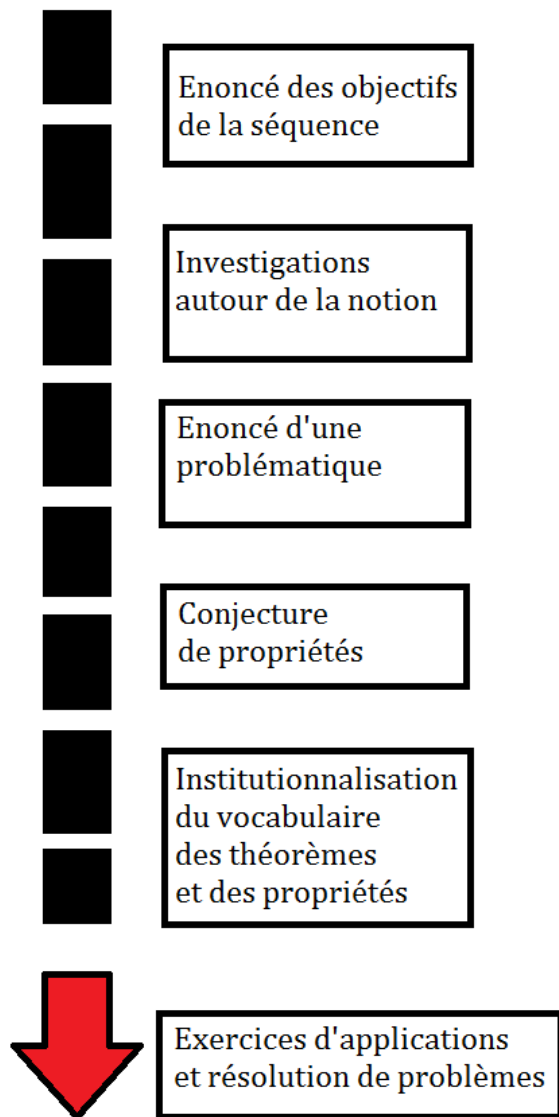 Enoncé des objectifs
de la séquence
Investigations
autour de la notion
Enoncé d'une
problématique
Conjecture
de propriétés
Institutionnalisation
du vocabulaire
des théorèmes
et des propriétés
Exercices d'applications
et résolution de problèmes